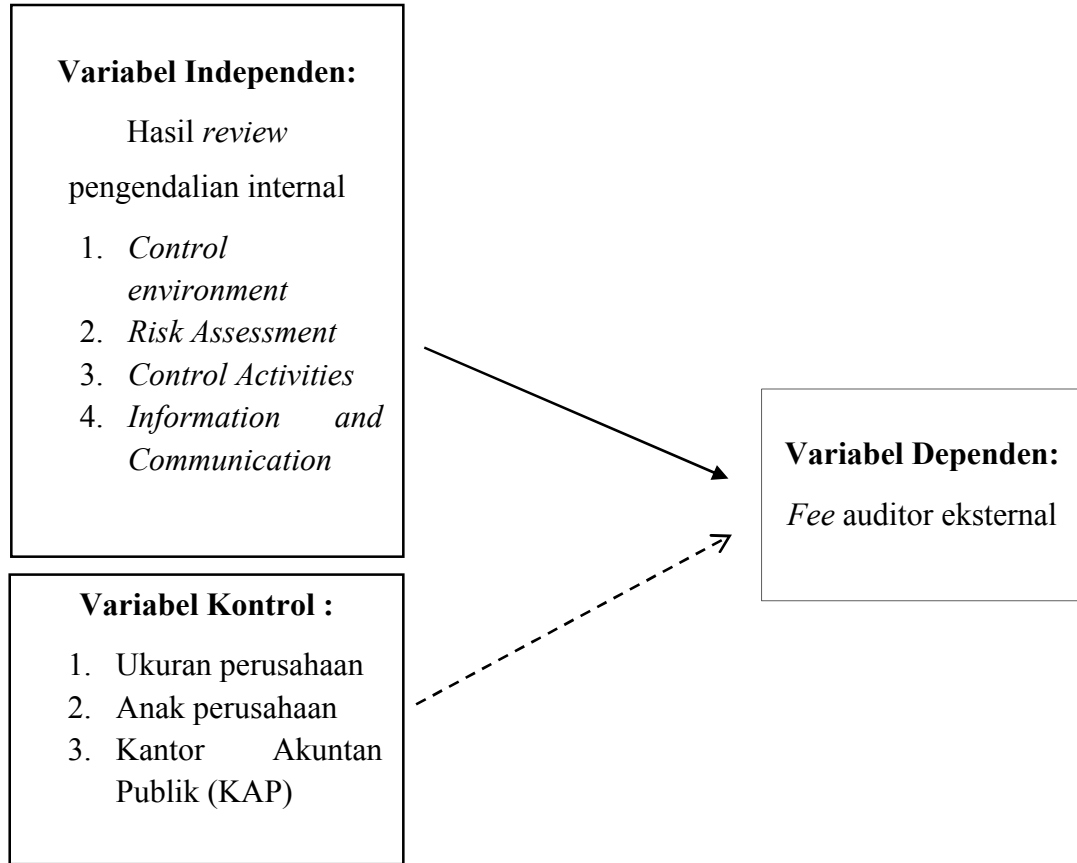 Variabel Independen:
Hasil review
pengendalian internal
1. Control
environment
2. Risk Assessment
3. Control Activities
4. Information and
Communication
Variabel Dependen:
Fee auditor eksternal
Variabel Kontrol :
1. Ukuran perusahaan
2. Anak perusahaan
3. Kantor Akuntan
Publik (KAP)